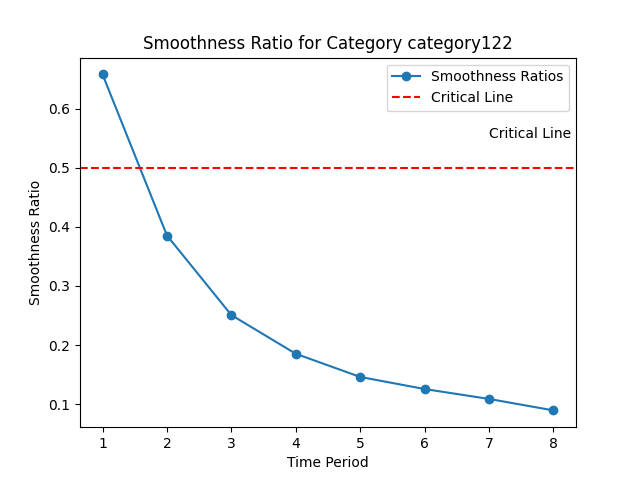 Smoothness Ratio for Category category122
Smoothness Ratios
Critical Line
Critical Line
0.6
0.5
0.4
0.3
0.2
0.1
Smoothness Ratio
1 2 3 4 5 6 7 8
Time Period